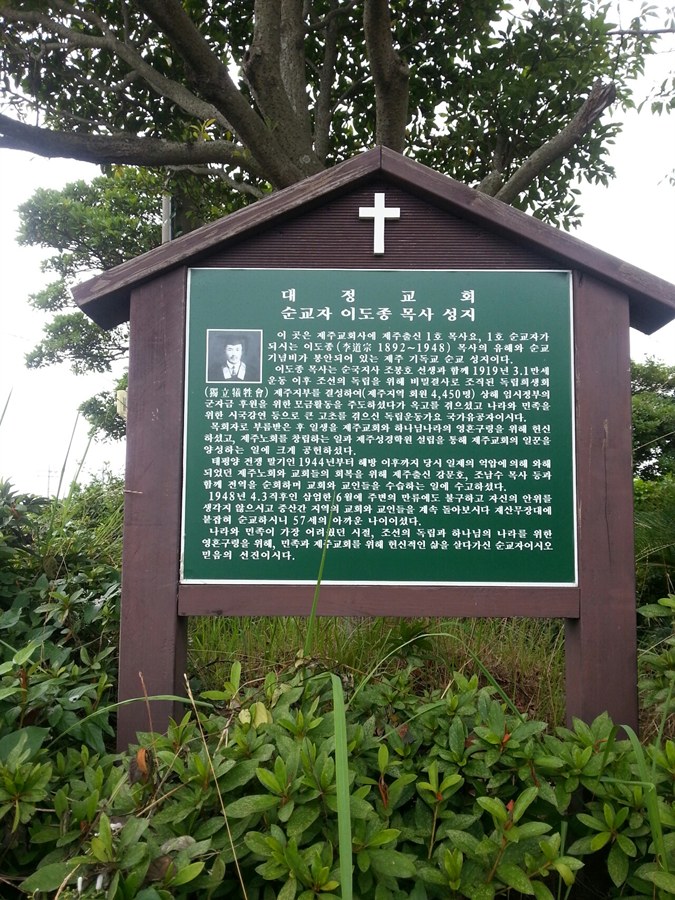 대 정 교 회
순교자 이도종 목사 성지
이 곳은 제주교회사에 제주출신 1호 목사요, 1호 순교자가
되시는 이도종(李道宗 1892~1948) 목사의 유해와 순교
기념비가 봉안되어 있는 제주 기독교 순교 성지이다.
이도종 목사는 순국지사 조봉호 선생과 함께 1919년 3.1만세
운동 이후 조선의 독립을 위해 비밀결사로 조직된 독립희생회
(獨立犧牲會) 제주지부를 결성하여(제주지역 회원 4,450명) 상해 임시정부의
군자금 후원을 위한 모금활동을 주도하셨다가 옥고를 겪으셨고 나라와 민족을
위한 시국강연 등으로 큰 고초를 겪으신 독립운동가요 국가유공자이시다.
목회자로 부름받은 후 일생을 제주교회와 하나님나라의 영혼구령을 위해 헌신
하셨고, 제주노회를 창립하는 일과 제주성경학원 설립을 통해 제주교회의 일꾼을
양성하는 일에 크게 공헌하셨다.
태평양 전쟁 말기인 1944년부터 해방 이후까지 당시 일제의 억압에 의해 와해
되었던 제주노회와 교회들의 회복을 위해 제주출신 강문호, 조남수 목사 등과
함께 전역을 순회하며 교회와 교인들을 수습하는 일에 수고하셨다.
1948년 4.3직후인 삼엄한 6월에 주변의 만류에도 불구하고 자신의 안위를
생각지 않으시고 중산간 지역의 교회와 교인들을 계속 돌아보시다 재산무장대에
붙잡혀 순교하시니 57세의 아까운 나이이셨다.
나라와 민족이 가장 어려웠던 시절, 조선의 독립과 하나님의 나라를 위한
영혼구령을 위해, 민족과 제주교회를 위해 헌신적인 삶을 살다가신 순교자이시오
믿음의 선진이시다.